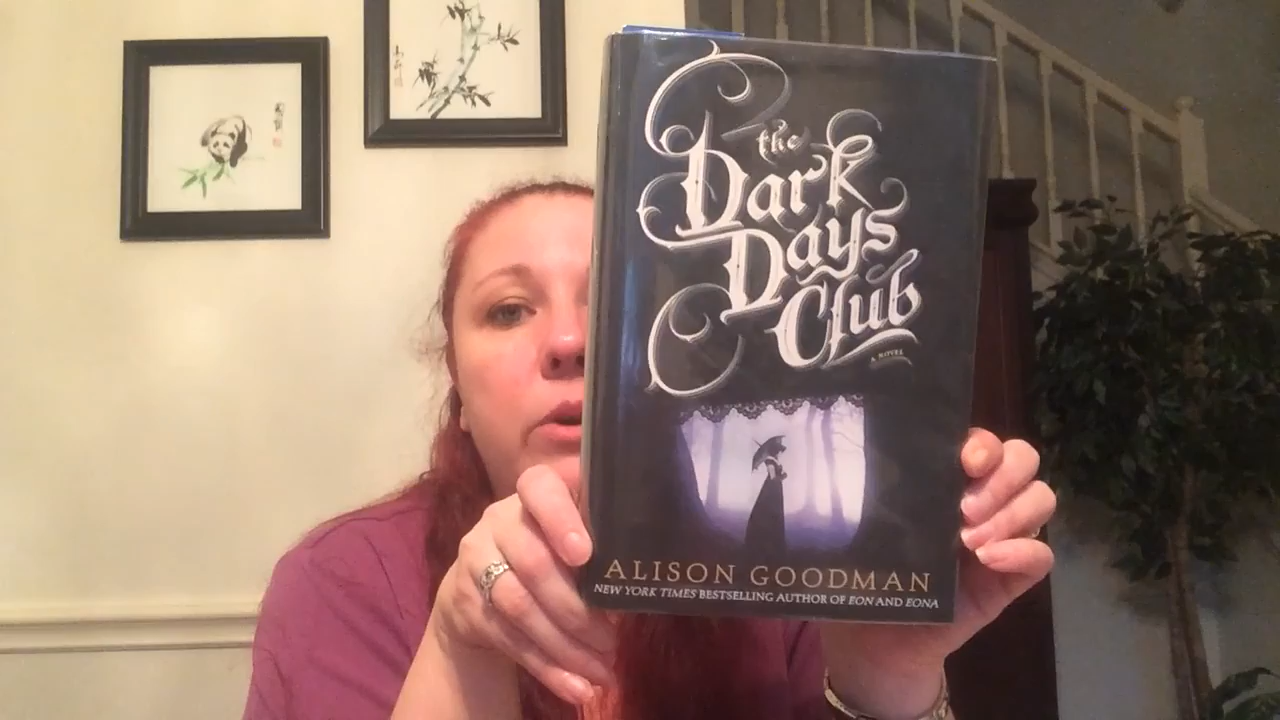 the
Dark
Days
Club
A NOVEL
ALISON GOODMAN
NEW YORK TIMES BESTSELLING AUTHOR OF EON AND EONA